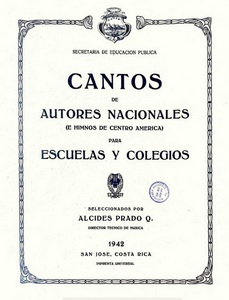 SECRETARIA DE EDUCACION PUBLICA
CANTOS
DE
AUTORES NACIONALES
(E HIMNOS DE CENTRO AMERICA)
PARA
ESCUELAS Y COLEGIOS
SELECCIONADOS POR
ALCIDES PRADO Q.
DIRECTOR TECNICO DE MUSICA
1942
SAN JOSE, COSTA RICA
IMPRENTA UNIVERSAL